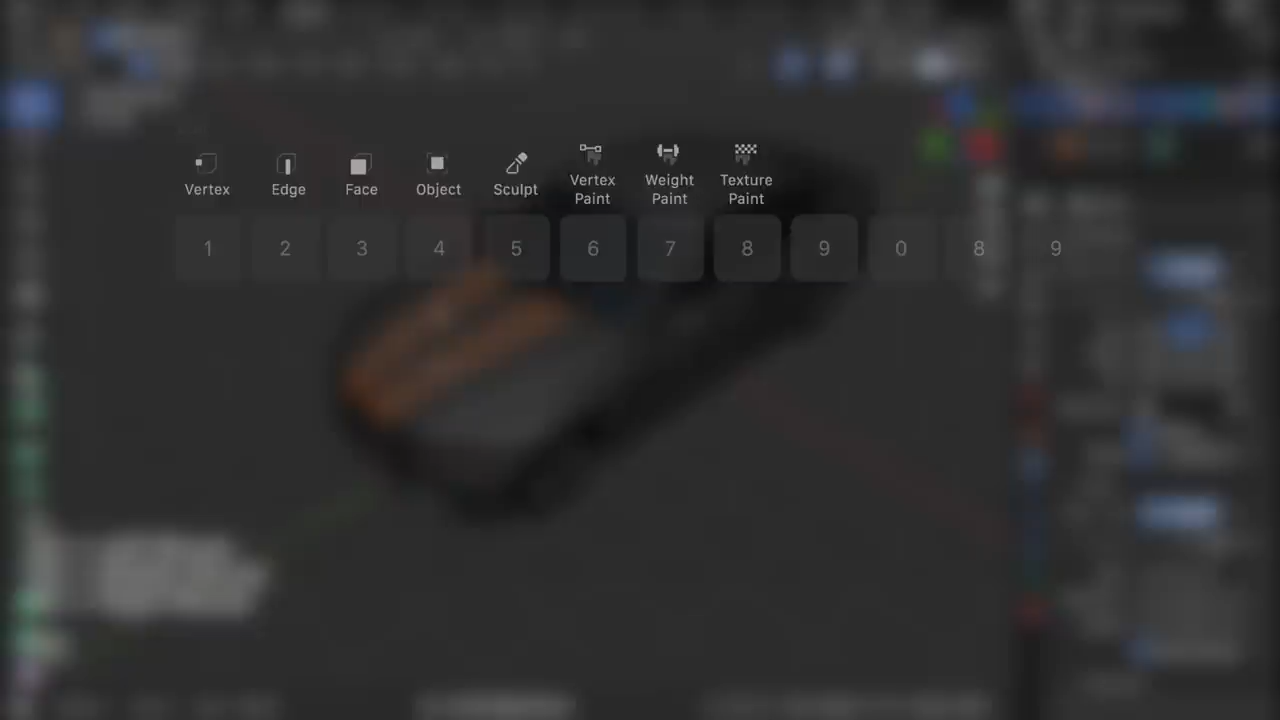 Vertex Edge Face Object Sculpt Vertex Paint Weight Paint Texture Paint
1 2 3 4 5 6 7 8 9 0 8 9